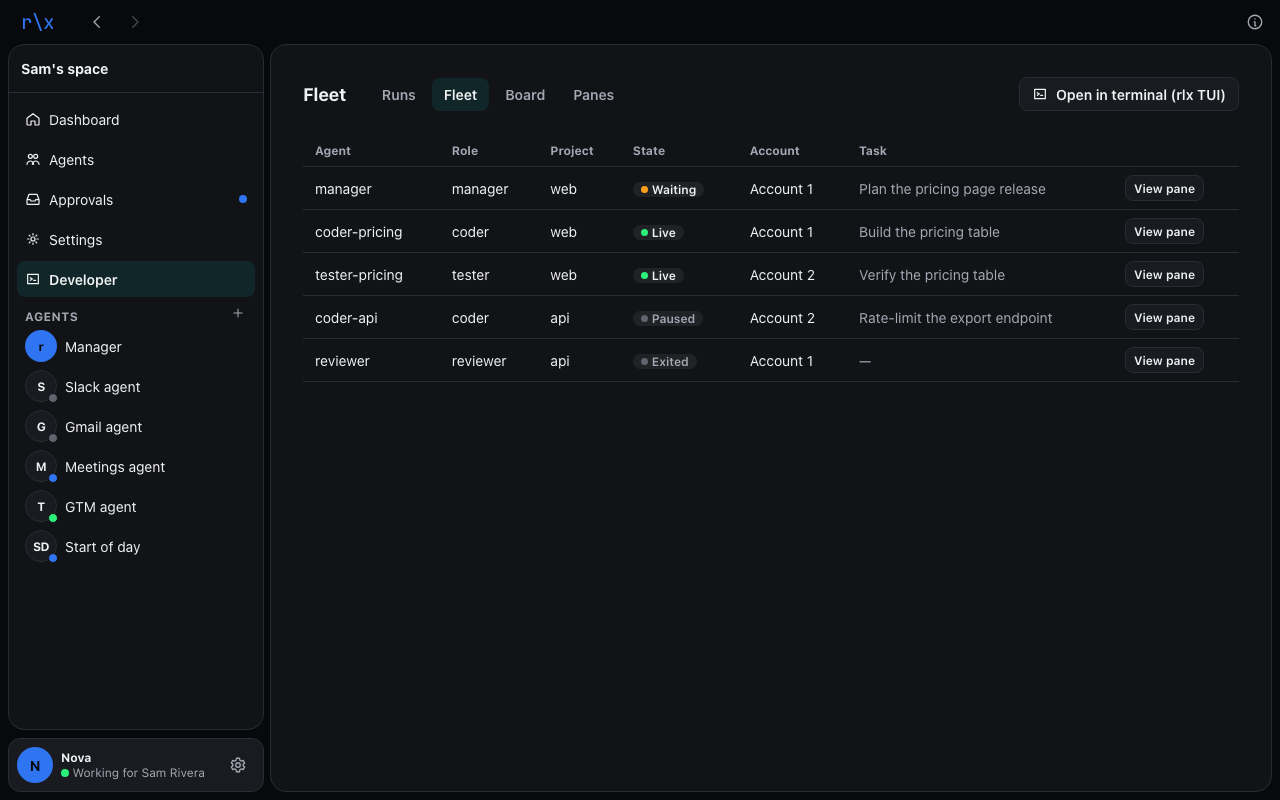 r\x
Sam's space
Dashboard
Agents
Approvals
Settings
Developer
AGENTS
r Manager
S Slack agent
G Gmail agent
M Meetings agent
T GTM agent
SD Start of day
N Nova
Working for Sam Rivera
Fleet Runs Fleet Board Panes Open in terminal (rlx TUI)
Agent Role Project State Account Task
manager manager web Waiting Account 1 Plan the pricing page release View pane
coder-pricing coder web Live Account 1 Build the pricing table View pane
tester-pricing tester web Live Account 2 Verify the pricing table View pane
coder-api coder api Paused Account 2 Rate-limit the export endpoint View pane
reviewer reviewer api Exited Account 1 — View pane